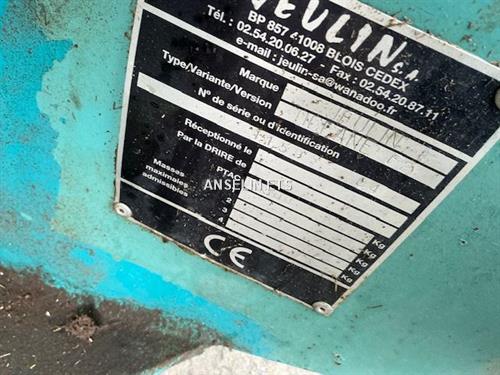 JEULIN S.A
BP 857 41008 BLOIS CEDEX
Tél. : 02.54.20.06.27 - Fax : 02.54.20.87.11
e-mail : jeulin-sa@wanadoo.fr
Marque
Type/Variante/Version
N° de série ou d'identification
Réceptionné le
Par la DRIRE de
Masses maximales admissibles
PTAC
Kg
2 Kg
3 Kg
4 Kg
Kg
CE
ANSELIN ETS